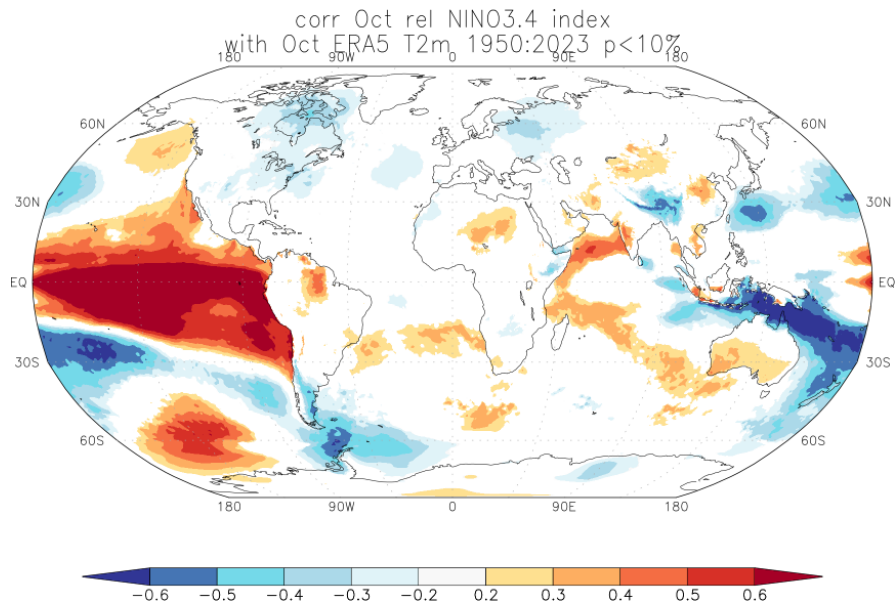 corr Oct rel NINO3.4 index
with Oct ERA5 T2m 1950:2023 p<10%
180 90W 0 90E 180
60N 60N
30N 30N
EQ EQ
30S 30S
60S 60S
180 90W 0 90E 180
-0.6 -0.5 -0.4 -0.3 -0.2 0.2 0.3 0.4 0.5 0.6